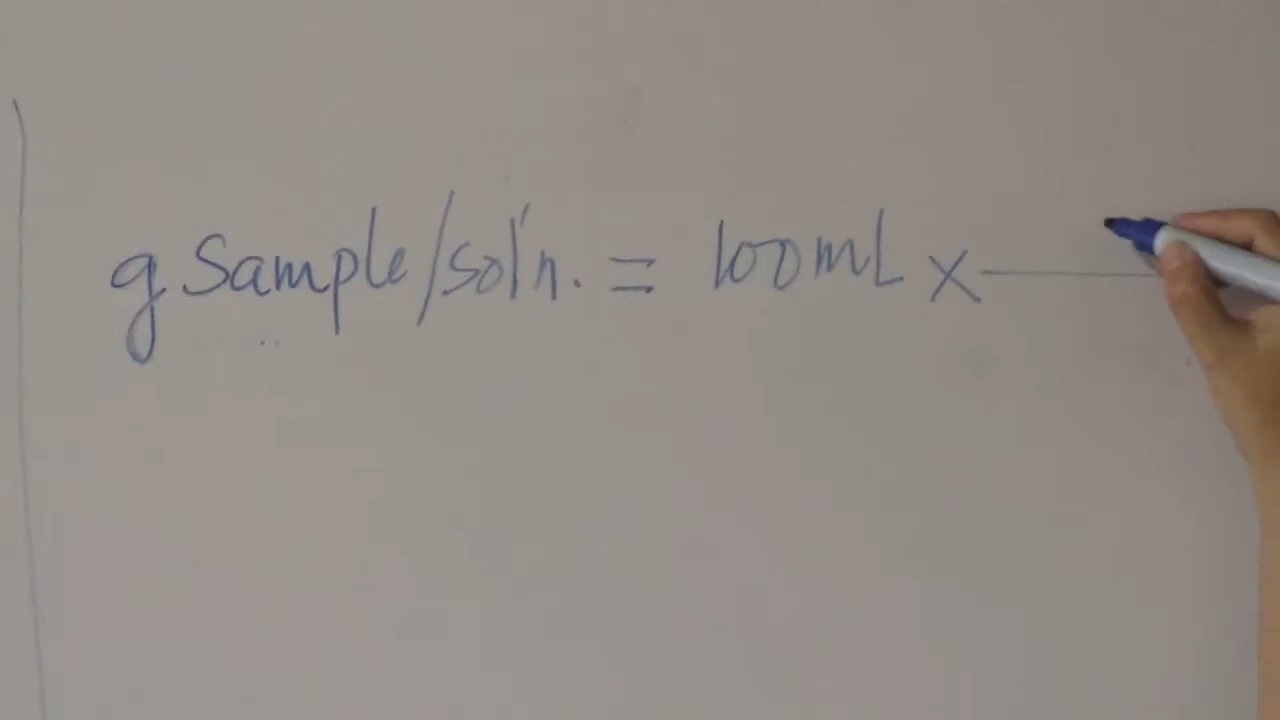 g Sample/sol'n. = 100mL ×